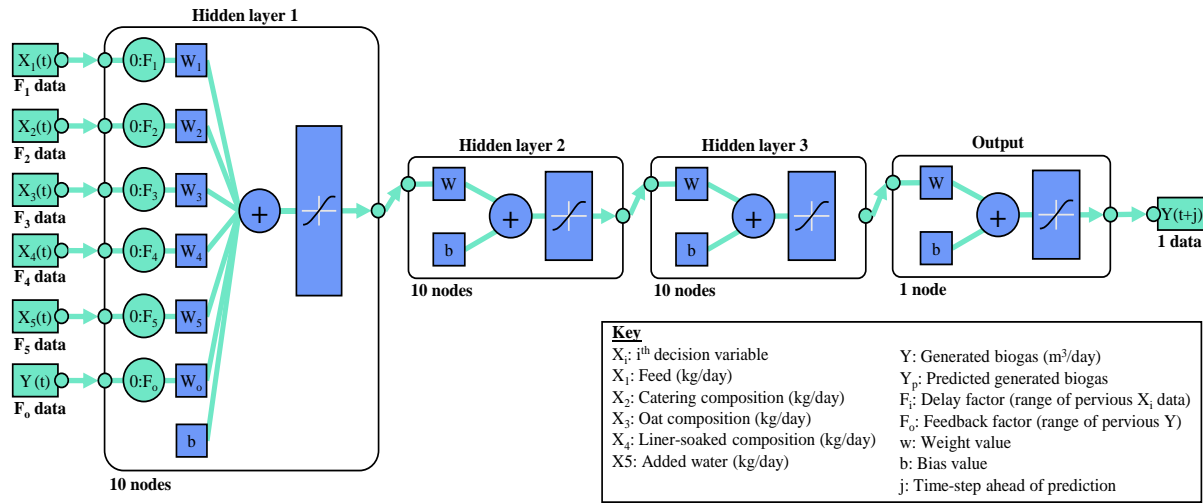 Hidden layer 1
X1(t)
F1 data
0:F1
W1
X2(t)
F2 data
0:F2
W2
X3(t)
F3 data
0:F3
W3
X4(t)
F4 data
0:F4
W4
X5(t)
F5 data
0:F5
W5
Y(t)
Fo data
0:Fo
Wo
b
+
10 nodes
Hidden layer 2
W
b
+
10 nodes
Hidden layer 3
W
b
+
10 nodes
Output
W
b
+
1 node
Y(t+j)
1 data
Key
Xi: ith decision variable
X1: Feed (kg/day)
X2: Catering composition (kg/day)
X3: Oat composition (kg/day)
X4: Liner-soaked composition (kg/day)
X5: Added water (kg/day)
Y: Generated biogas (m3/day)
Yp: Predicted generated biogas
Fi: Delay factor (range of pervious Xi data)
Fo: Feedback factor (range of pervious Y)
w: Weight value
b: Bias value
j: Time-step ahead of prediction